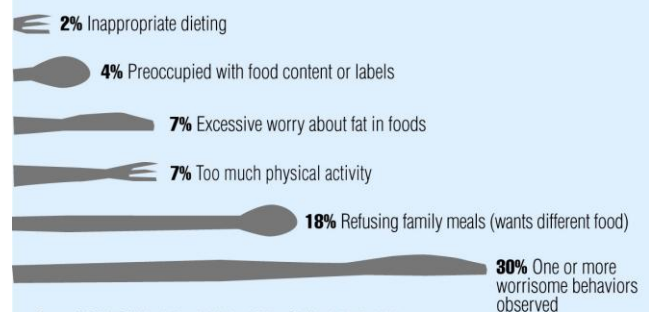 2% Inappropriate dieting
4% Preoccupied with food content or labels
7% Excessive worry about fat in foods
7% Too much physical activity
18% Refusing family meals (wants different food)
30% One or more
worrisome behaviors
observed